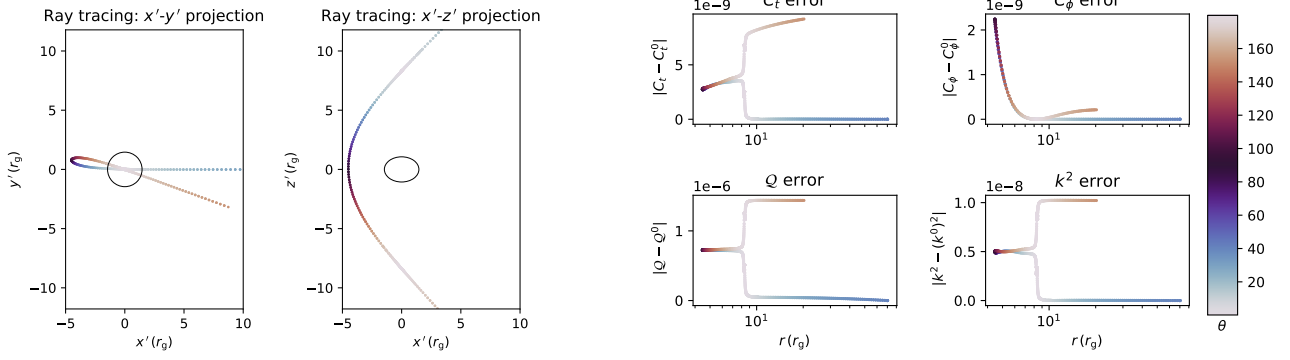 Ray tracing: x′-y′ projection
10
5
0
−5
−10
y′ (rg)
−5
0
5
10
x′ (rg)
Ray tracing: x′-z′ projection
10
5
0
−5
−10
z′ (rg)
−5
0
5
10
x′ (rg)
1e−9
Ct error
5
0
|Ct − Ct⁰|
10¹
1e−9
Cϕ error
2
1
0
|Cϕ − Cϕ⁰|
10¹
1e−6
𝒬 error
1
0
|𝒬 − 𝒬⁰|
10¹
r (rg)
1e−8
k² error
1.0
0.5
0.0
|k² − (k⁰)²|
10¹
r (rg)
160
140
120
100
80
60
40
20
θ